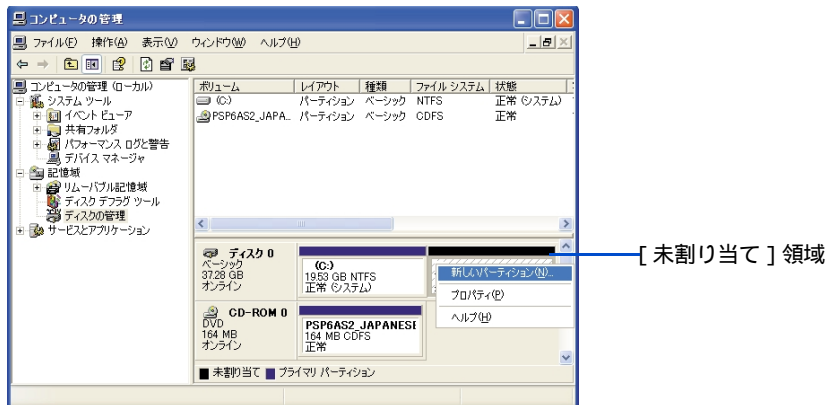 コンピュータの管理
ファイル(F) 操作(A) 表示(V) ウィンドウ(W) ヘルプ(H)
コンピュータの管理 (ローカル)
システム ツール
イベント ビューア
共有フォルダ
パフォーマンス ログと警告
デバイス マネージャ
記憶域
リムーバブル記憶域
ディスク デフラグ ツール
ディスクの管理
サービスとアプリケーション
ボリューム レイアウト 種類 ファイル システム 状態
(C:) パーティション ベーシック NTFS 正常 (システム)
PSP6AS2_JAPA... パーティション ベーシック CDFS 正常
ディスク 0
ベーシック
37.28 GB
オンライン
(C:)
19.53 GB NTFS
正常 (システム)
新しいパーティション(N)...
プロパティ(P)
ヘルプ(H)
[ 未割り当て ] 領域
CD-ROM 0
DVD
164 MB
オンライン
PSP6AS2_JAPANESE
164 MB CDFS
正常
未割り当て プライマリ パーティション